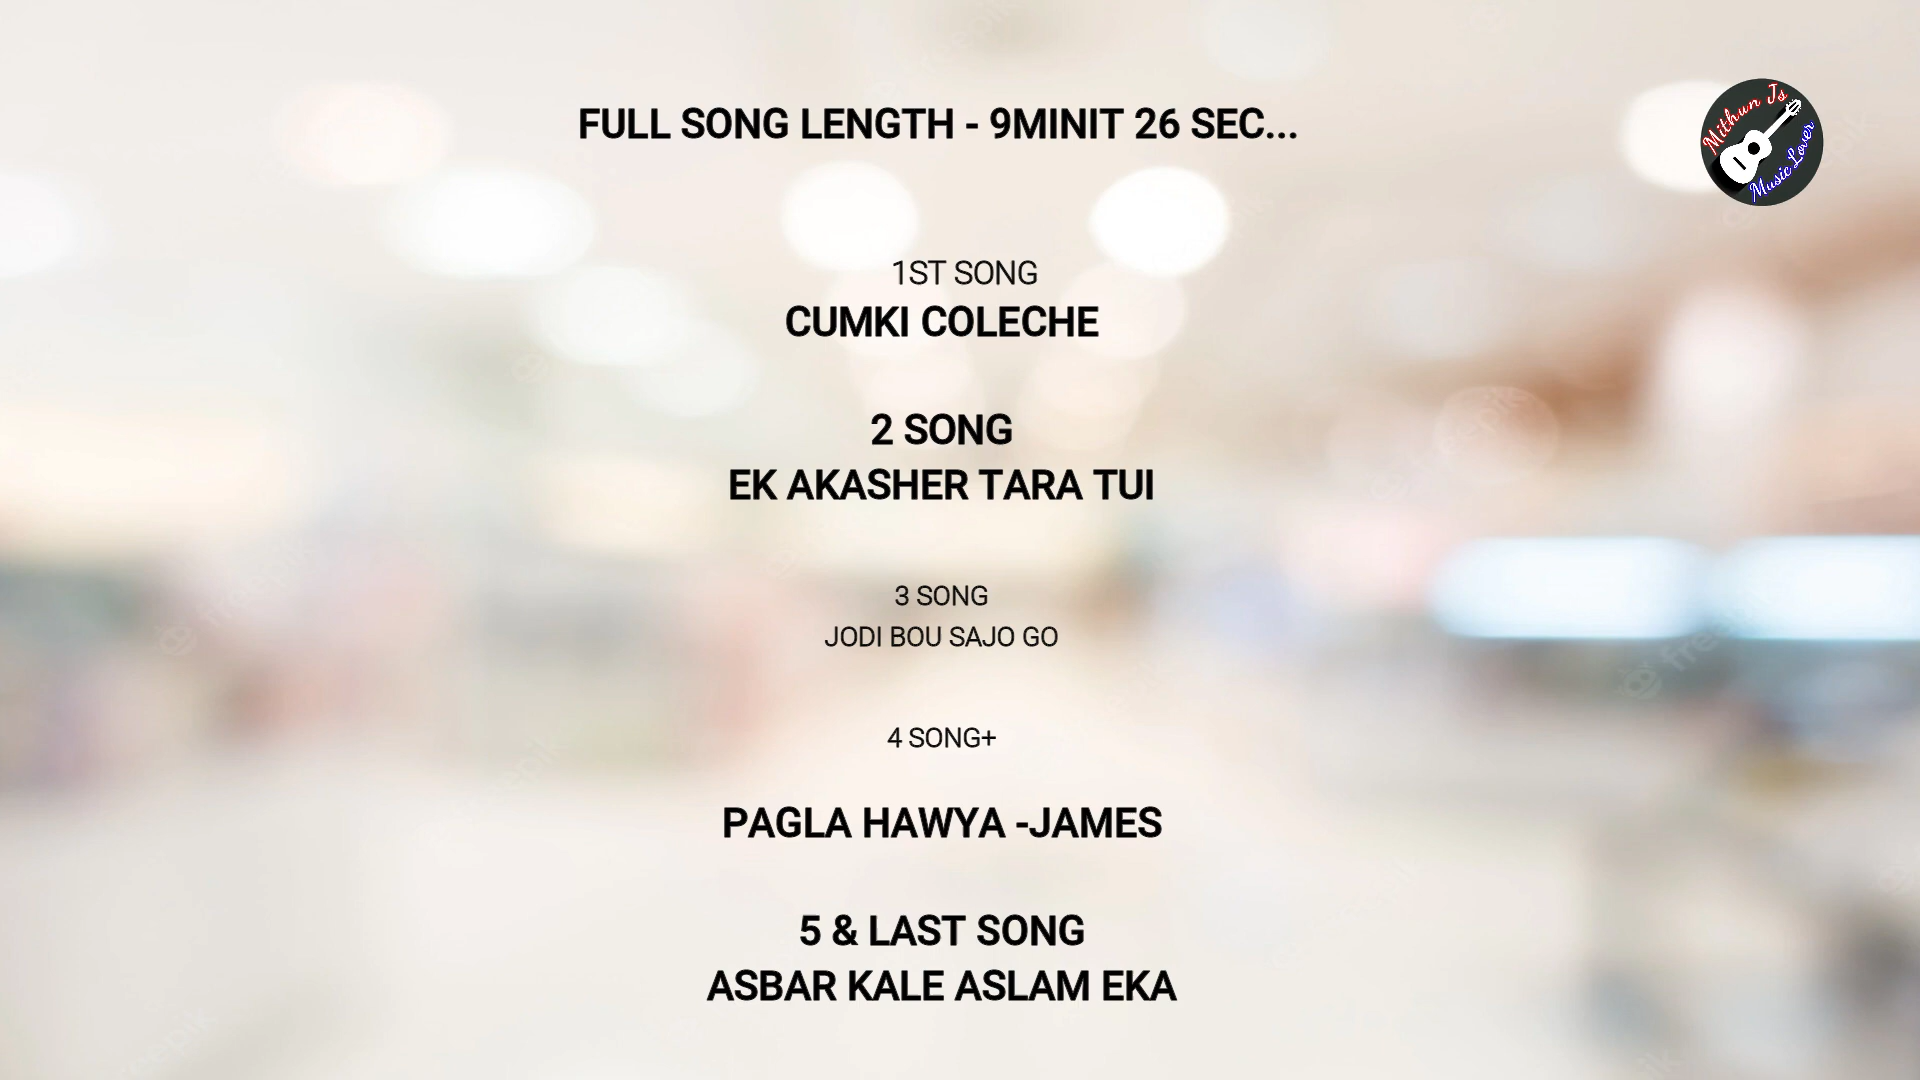 FULL SONG LENGTH - 9MINIT 26 SEC...
Mithun Js
Music Lover
1ST SONG
CUMKI COLECHE
2 SONG
EK AKASHER TARA TUI
3 SONG
JODI BOU SAJO GO
4 SONG+
PAGLA HAWYA -JAMES
5 & LAST SONG
ASBAR KALE ASLAM EKA